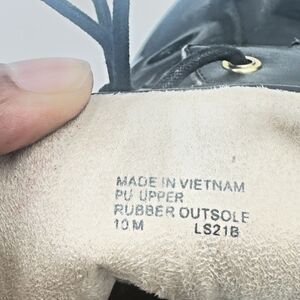 MADE IN VIETNAM
PU UPPER
RUBBER OUTSOLE
10 M LS21B